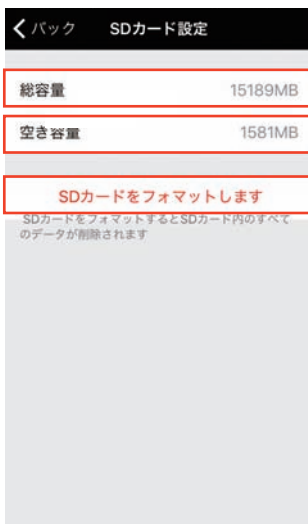 バック SDカード設定
総容量 15189MB
空き容量 1581MB
SDカードをフォマットします
SDカードをフォマットするとSDカード内のすべて
のデータが削除されます